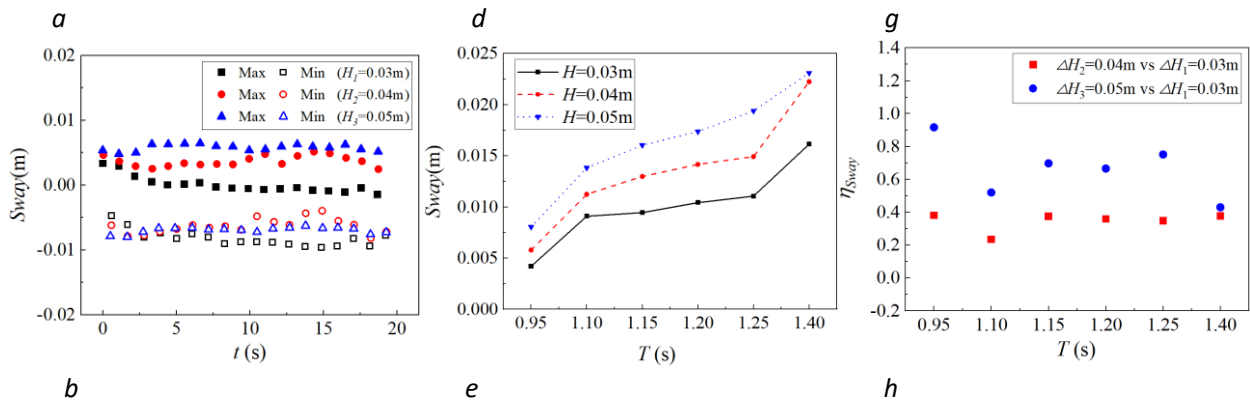 a
d
g
0.02
0.01
0.00
-0.01
-0.02
0
5
10
15
20
Sway(m)
t (s)
Max Min (H1=0.03m)
Max Min (H2=0.04m)
Max Min (H3=0.05m)
0.025
0.020
0.015
0.010
0.005
0.000
0.95
1.10
1.15
1.20
1.25
1.40
Sway (m)
T (s)
H=0.03m
H=0.04m
H=0.05m
1.4
1.2
1.0
0.8
0.6
0.4
0.2
0.0
-0.2
0.95
1.10
1.15
1.20
1.25
1.40
ηSway
T (s)
ΔH2=0.04m vs ΔH1=0.03m
ΔH3=0.05m vs ΔH1=0.03m
b
e
h